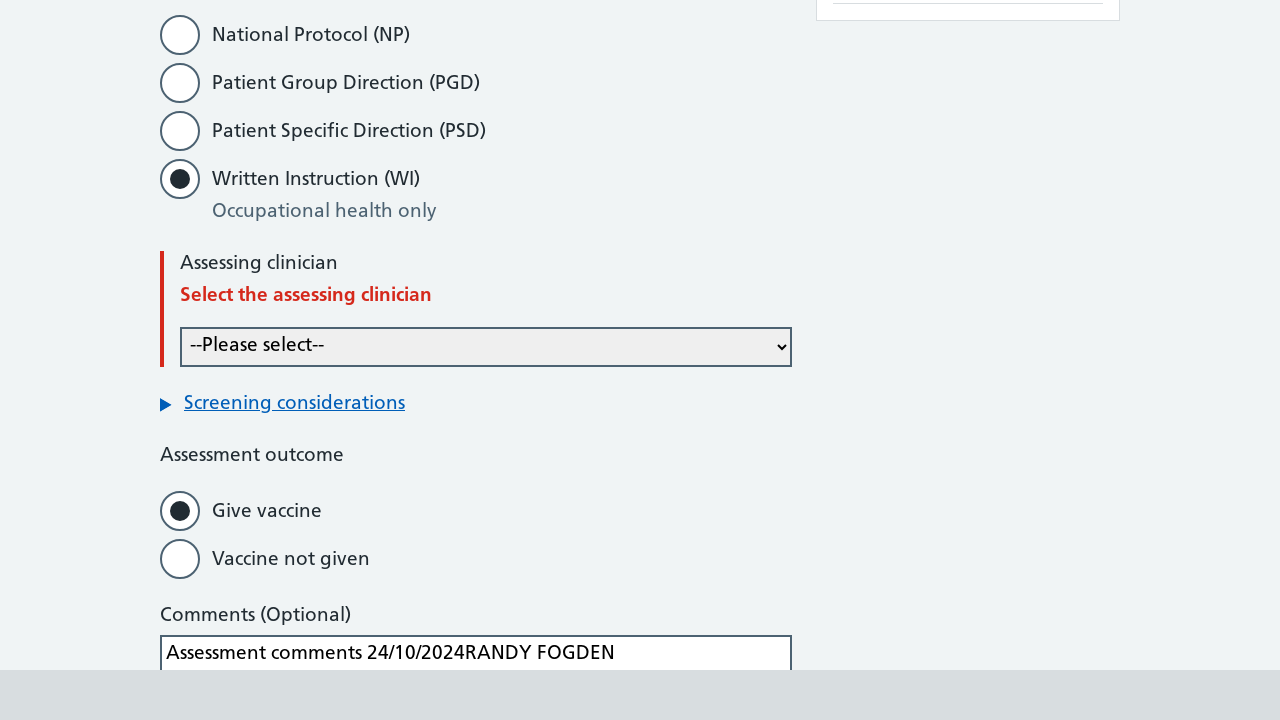 National Protocol (NP)
Patient Group Direction (PGD)
Patient Specific Direction (PSD)
Written Instruction (WI)
Occupational health only
Assessing clinician
Select the assessing clinician
--Please select--
Screening considerations
Assessment outcome
Give vaccine
Vaccine not given
Comments (Optional)
Assessment comments 24/10/2024RANDY FOGDEN